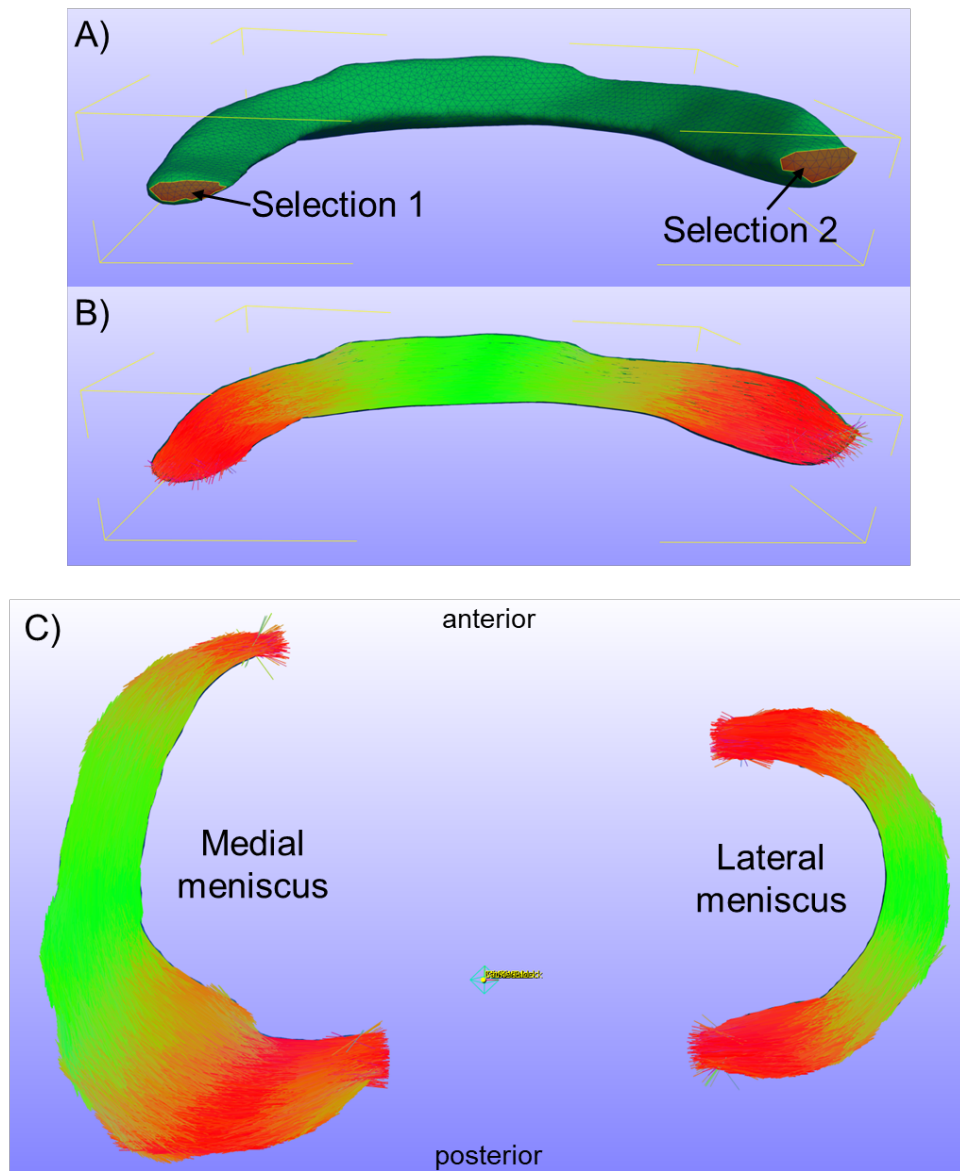 A)
Selection 1
Selection 2
B)
C)
anterior
Medial
meniscus
Lateral
meniscus
posterior